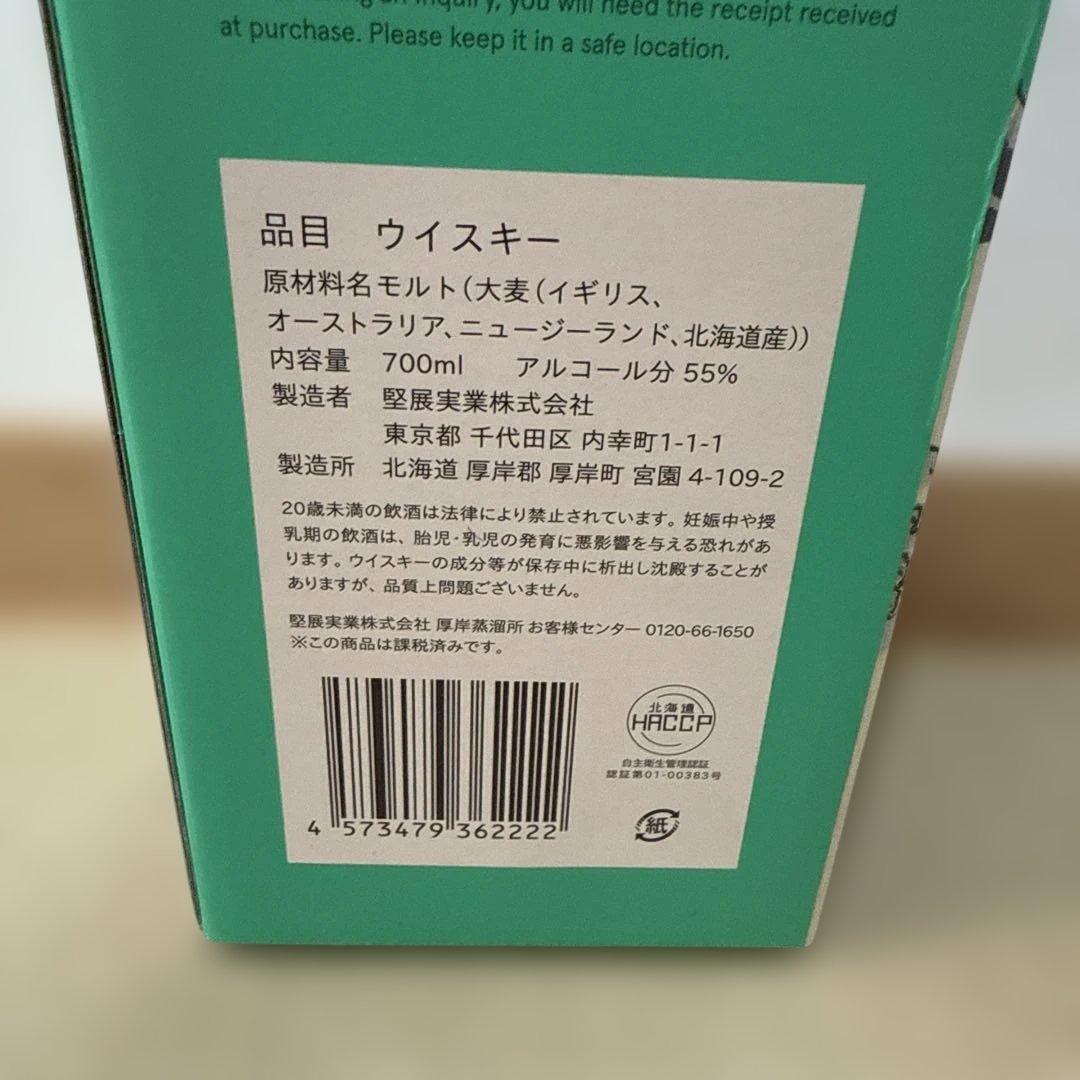 an inquiry, you will need the receipt received
at purchase. Please keep it in a safe location.
品目 ウイスキー
原材料名 モルト(大麦(イギリス、
オーストラリア、ニュージーランド、北海道産))
内容量 700ml アルコール分 55%
製造者 堅展実業株式会社
東京都 千代田区 内幸町1-1-1
製造所 北海道 厚岸郡 厚岸町 宮園 4-109-2
20歳未満の飲酒は法律により禁止されています。妊娠中や授
乳期の飲酒は、胎児・乳児の発育に悪影響を与える恐れがあ
ります。ウイスキーの成分等が保存中に析出し沈殿することが
ありますが、品質上問題ございません。
堅展実業株式会社 厚岸蒸溜所 お客様センター 0120-66-1650
※この商品は課税済みです。
北海道
HACCP
自主衛生管理認証
認証第01-00383号
4 573479 362222
紙